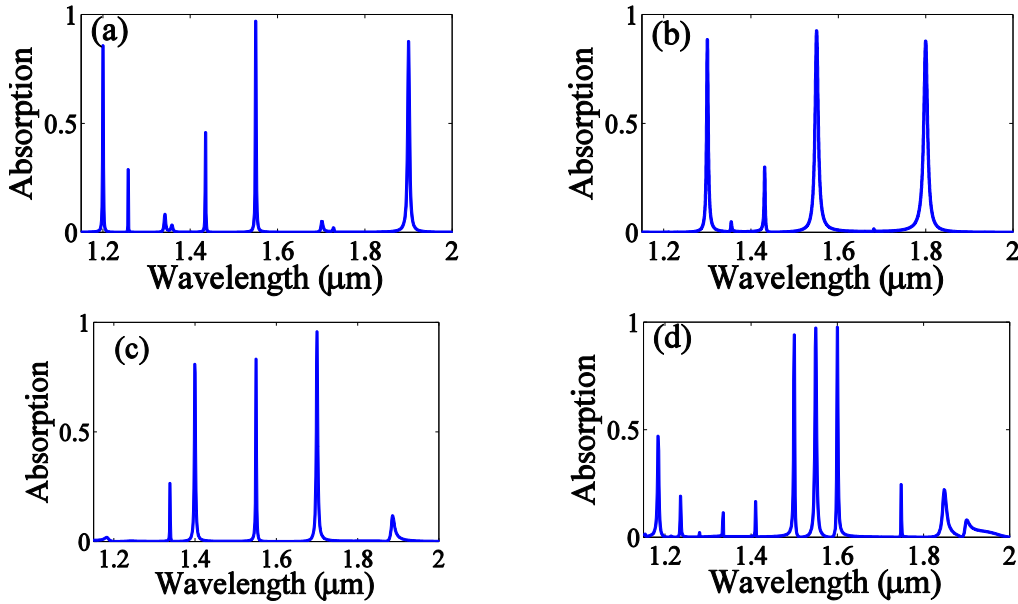 (a)
1
0.5
0
Absorption
1.2 1.4 1.6 1.8 2
Wavelength (μm)
(b)
1
0.5
0
Absorption
1.2 1.4 1.6 1.8 2
Wavelength (μm)
(c)
1
0.5
0
Absorption
1.2 1.4 1.6 1.8 2
Wavelength (μm)
(d)
1
0.5
0
Absorption
1.2 1.4 1.6 1.8 2
Wavelength (μm)